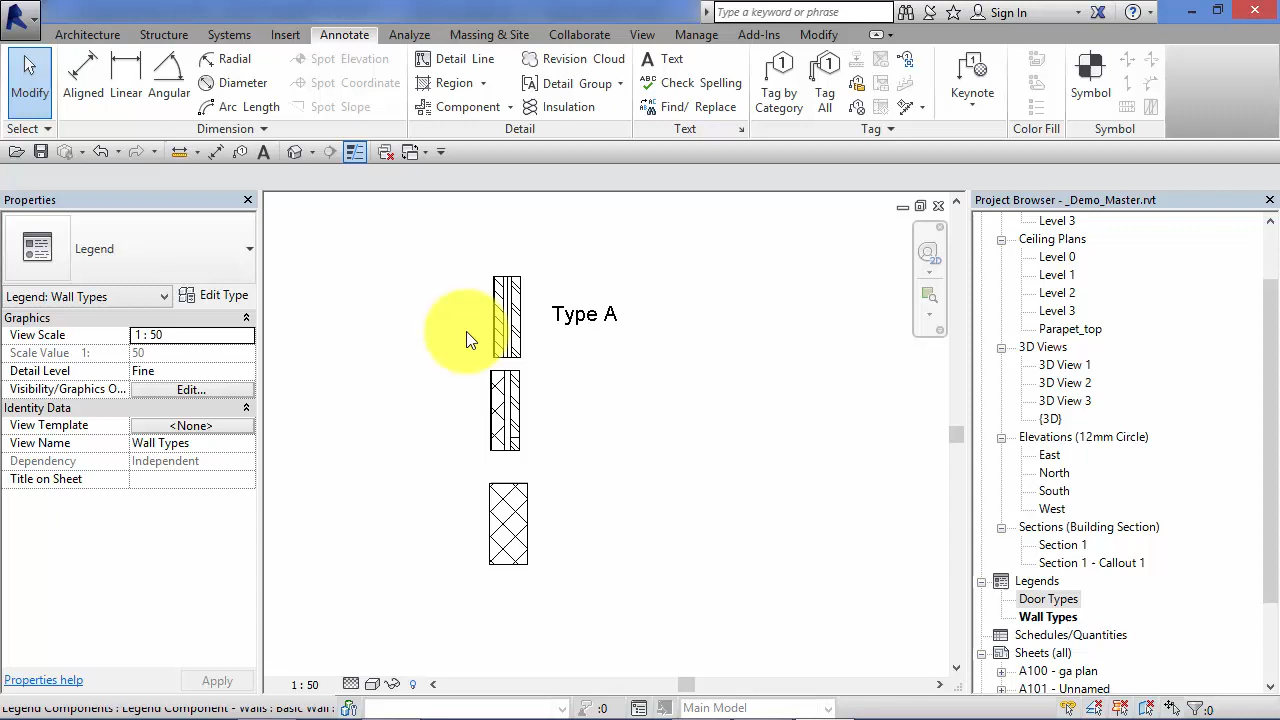 Type a keyword or phrase
Sign In
Architecture Structure Systems Insert Annotate Analyze Massing & Site Collaborate View Manage Add-Ins Modify
Modify
Select
Aligned Linear Angular
Radial
Diameter
Arc Length
Spot Elevation
Spot Coordinate
Spot Slope
Dimension
Detail Line
Region
Component
Revision Cloud
Detail Group
Insulation
Detail
Text
Check Spelling
Find/ Replace
Text
Tag by Category
Tag All
Tag
Keynote
Color Fill
Symbol
Symbol
Properties
Legend
Legend: Wall Types
Edit Type
Graphics
View Scale 1 : 50
Scale Value 1: 50
Detail Level Fine
Visibility/Graphics O... Edit...
Identity Data
View Template <None>
View Name Wall Types
Dependency Independent
Title on Sheet
Properties help
Apply
Type A
2D
1 : 50
Project Browser - _Demo_Master.rvt
Level 3
Ceiling Plans
Level 0
Level 1
Level 2
Level 3
Parapet_top
3D Views
3D View 1
3D View 2
3D View 3
{3D}
Elevations (12mm Circle)
East
North
South
West
Sections (Building Section)
Section 1
Section 1 - Callout 1
Legends
Door Types
Wall Types
Schedules/Quantities
Sheets (all)
A100 - ga plan
A101 - Unnamed
Legend Components : Legend Component - Walls : Basic Wall :
:0
Main Model
:0